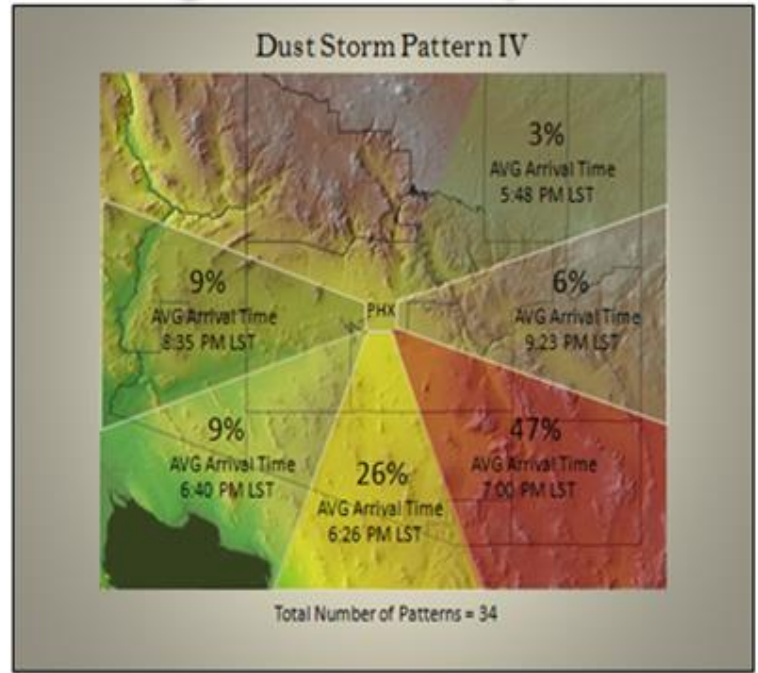 Dust Storm Pattern IV
3%
AVG Arrival Time
5:48 PM LST
9%
AVG Arrival Time
8:35 PM LST
PHX
6%
AVG Arrival Time
9:23 PM LST
9%
AVG Arrival Time
6:40 PM LST
26%
AVG Arrival Time
6:26 PM LST
47%
AVG Arrival Time
7:00 PM LST
Total Number of Patterns = 34